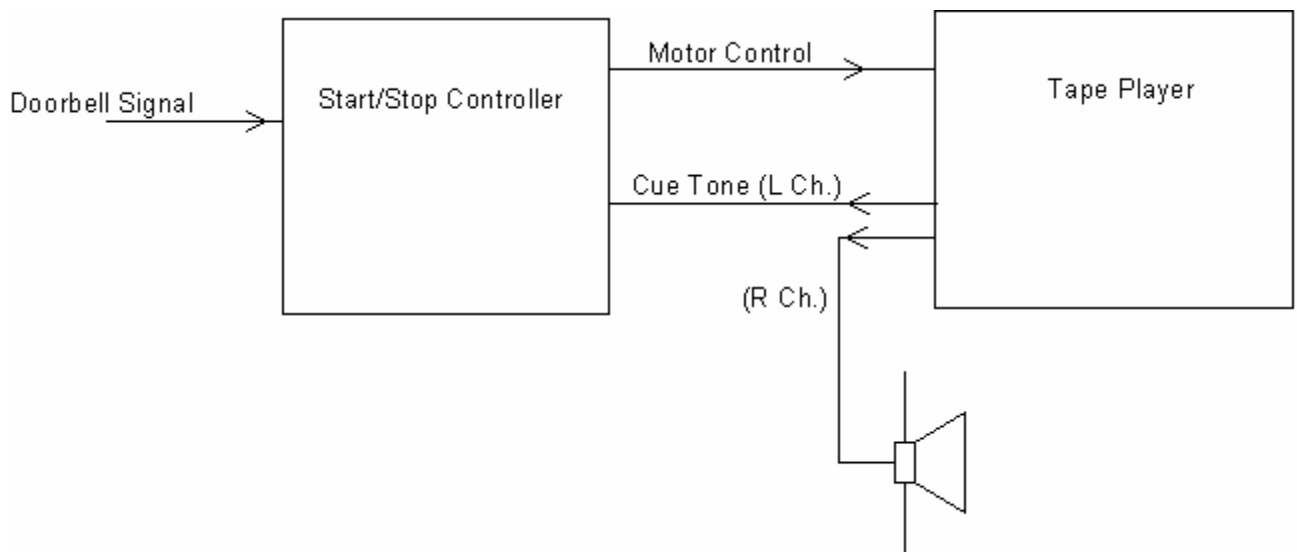 Motor Control
Tape Player
Start/Stop Controller
Doorbell Signal
Cue Tone (L Ch.)
(R Ch.)